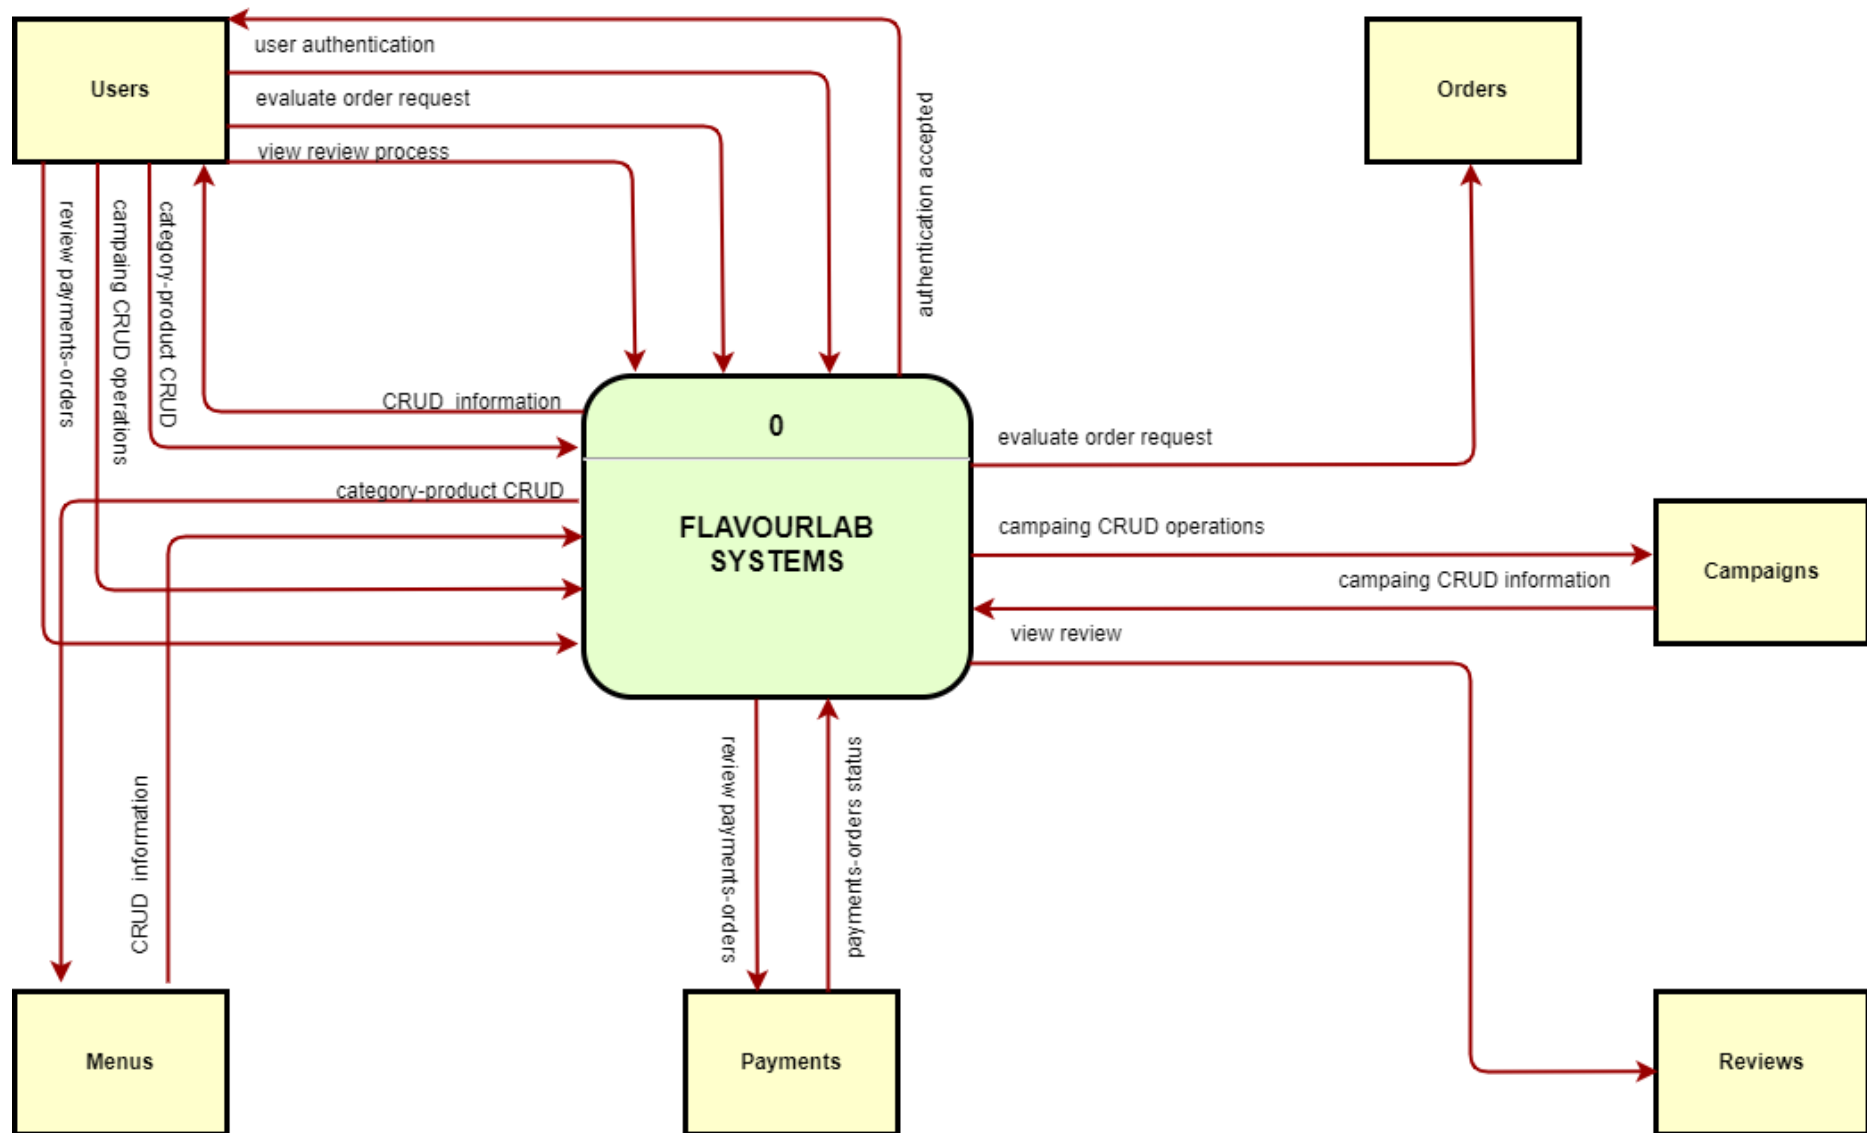 Users
user authentication
evaluate order request
view review process
authentication accepted
Orders
review payments-orders
campaing CRUD operations
category-product CRUD
CRUD information
category-product CRUD
0
FLAVOURLAB
SYSTEMS
evaluate order request
campaing CRUD operations
campaing CRUD information
view review
Campaigns
CRUD information
review payments-orders
payments-orders status
Menus
Payments
Reviews